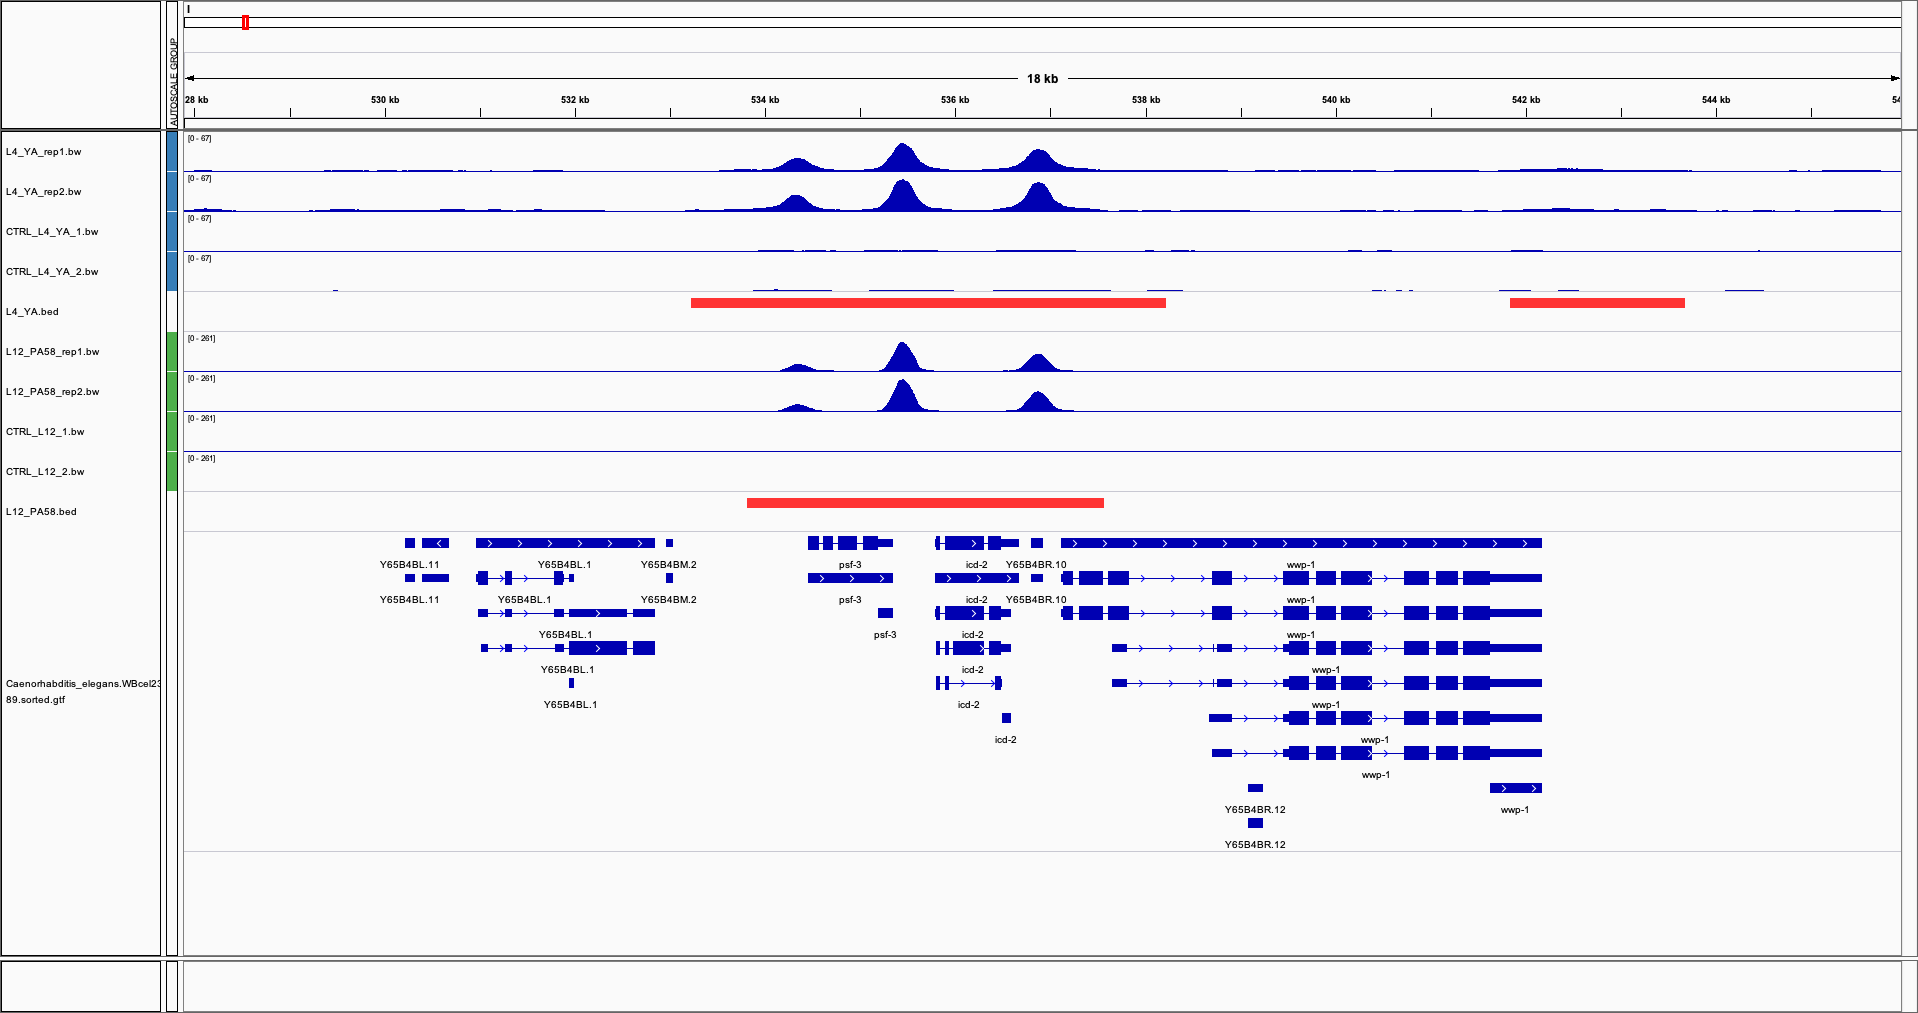 I
AUTOSCALE GROUP
18 kb
28 kb 530 kb 532 kb 534 kb 536 kb 538 kb 540 kb 542 kb 544 kb 54
L4_YA_rep1.bw [0 - 67]
L4_YA_rep2.bw [0 - 67]
CTRL_L4_YA_1.bw [0 - 67]
CTRL_L4_YA_2.bw [0 - 67]
L4_YA.bed
L12_PA58_rep1.bw [0 - 261]
L12_PA58_rep2.bw [0 - 261]
CTRL_L12_1.bw [0 - 261]
CTRL_L12_2.bw [0 - 261]
L12_PA58.bed
Y65B4BL.11 Y65B4BL.1 Y65B4BM.2 psf-3 icd-2 Y65B4BR.10 wwp-1
Y65B4BL.11 Y65B4BL.1 Y65B4BM.2 psf-3 icd-2 Y65B4BR.10 wwp-1
Y65B4BL.1 psf-3 icd-2 wwp-1
Y65B4BL.1 icd-2 wwp-1
Caenorhabditis_elegans.WBcel23
89.sorted.gtf
Y65B4BL.1 icd-2 wwp-1
icd-2 wwp-1
wwp-1
Y65B4BR.12 wwp-1
Y65B4BR.12